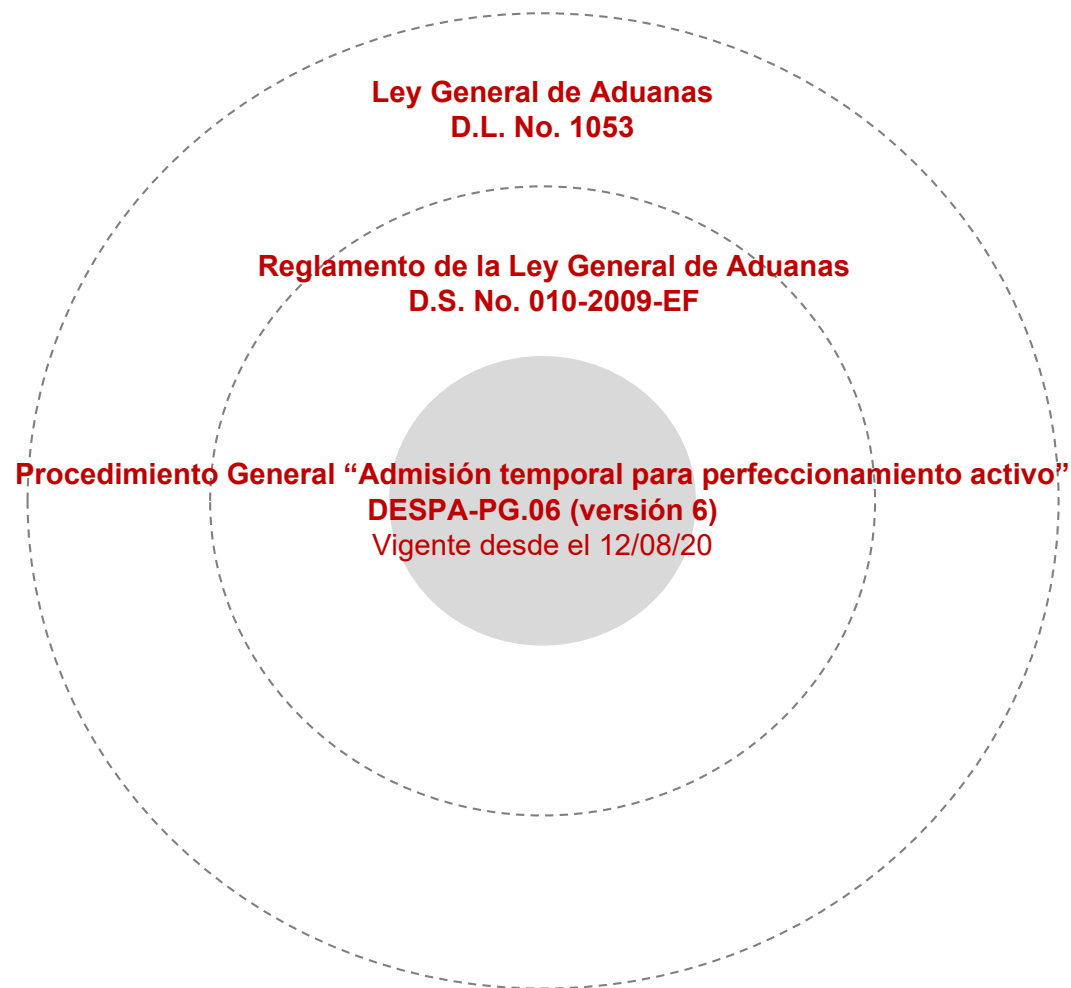 Ley General de Aduanas
D.L. No. 1053
Reglamento de la Ley General de Aduanas
D.S. No. 010-2009-EF
Procedimiento General “Admisión temporal para perfeccionamiento activo”
DESPA-PG.06 (versión 6)
Vigente desde el 12/08/20